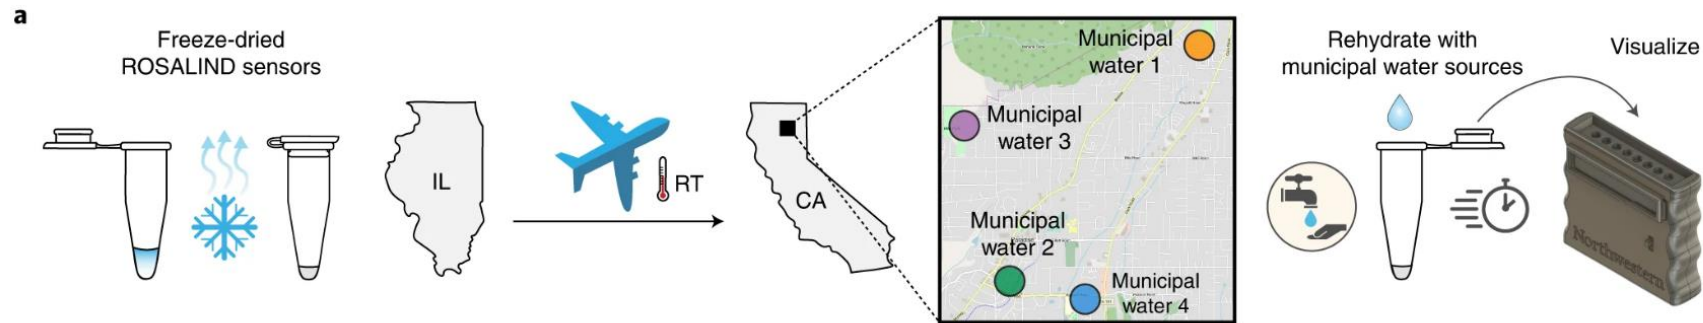 a
Freeze-dried
ROSALIND sensors
IL
RT
CA
Municipal
water 1
Municipal
water 3
Municipal
water 2
Municipal
water 4
Rehydrate with
municipal water sources
Visualize
Northwestern